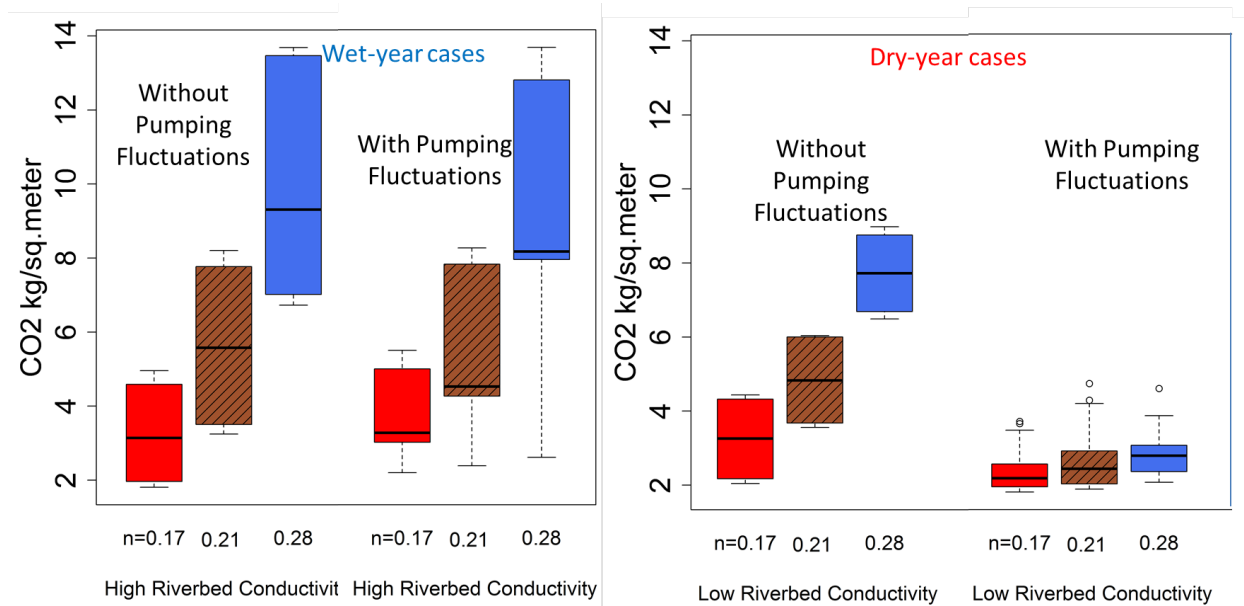 Wet-year cases
Without
Pumping
Fluctuations
With Pumping
Fluctuations
CO2 kg/sq.meter
14
12
10
8
6
4
2
n=0.17 0.21 0.28 n=0.17 0.21 0.28
High Riverbed Conductivit High Riverbed Conductivity
Dry-year cases
Without
Pumping
Fluctuations
With Pumping
Fluctuations
CO2 kg/sq.meter
14
12
10
8
6
4
2
n=0.17 0.21 0.28 n=0.17 0.21 0.28
Low Riverbed Conductivity Low Riverbed Conductivity